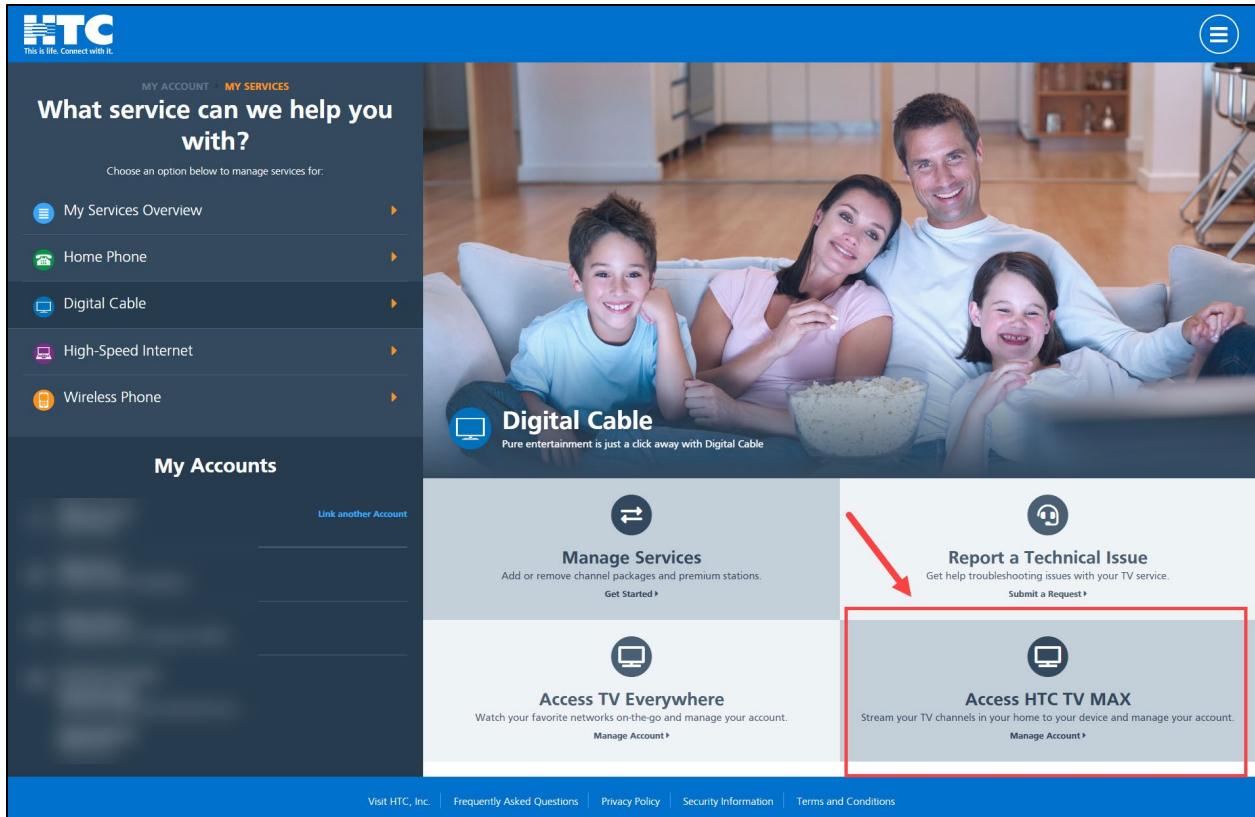 HTC
This is life. Connect with it.
MY ACCOUNT MY SERVICES
What service can we help you
with?
Choose an option below to manage services for:
My Services Overview
Home Phone
Digital Cable
High-Speed Internet
Wireless Phone
My Accounts
Link another Account
Digital Cable
Pure entertainment is just a click away with Digital Cable
Manage Services
Add or remove channel packages and premium stations.
Get Started
Report a Technical Issue
Get help troubleshooting issues with your TV service.
Submit a Request
Access TV Everywhere
Watch your favorite networks on-the-go and manage your account.
Manage Account
Access HTC TV MAX
Stream your TV channels in your home to your device and manage your account.
Manage Account
Visit HTC, Inc. Frequently Asked Questions Privacy Policy Security Information Terms and Conditions